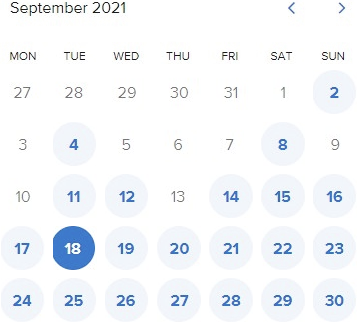 September 2021
MON TUE WED THU FRI SAT SUN
27 28 29 30 31 1 2
3 4 5 6 7 8 9
10 11 12 13 14 15 16
17 18 19 20 21 22 23
24 25 26 27 28 29 30